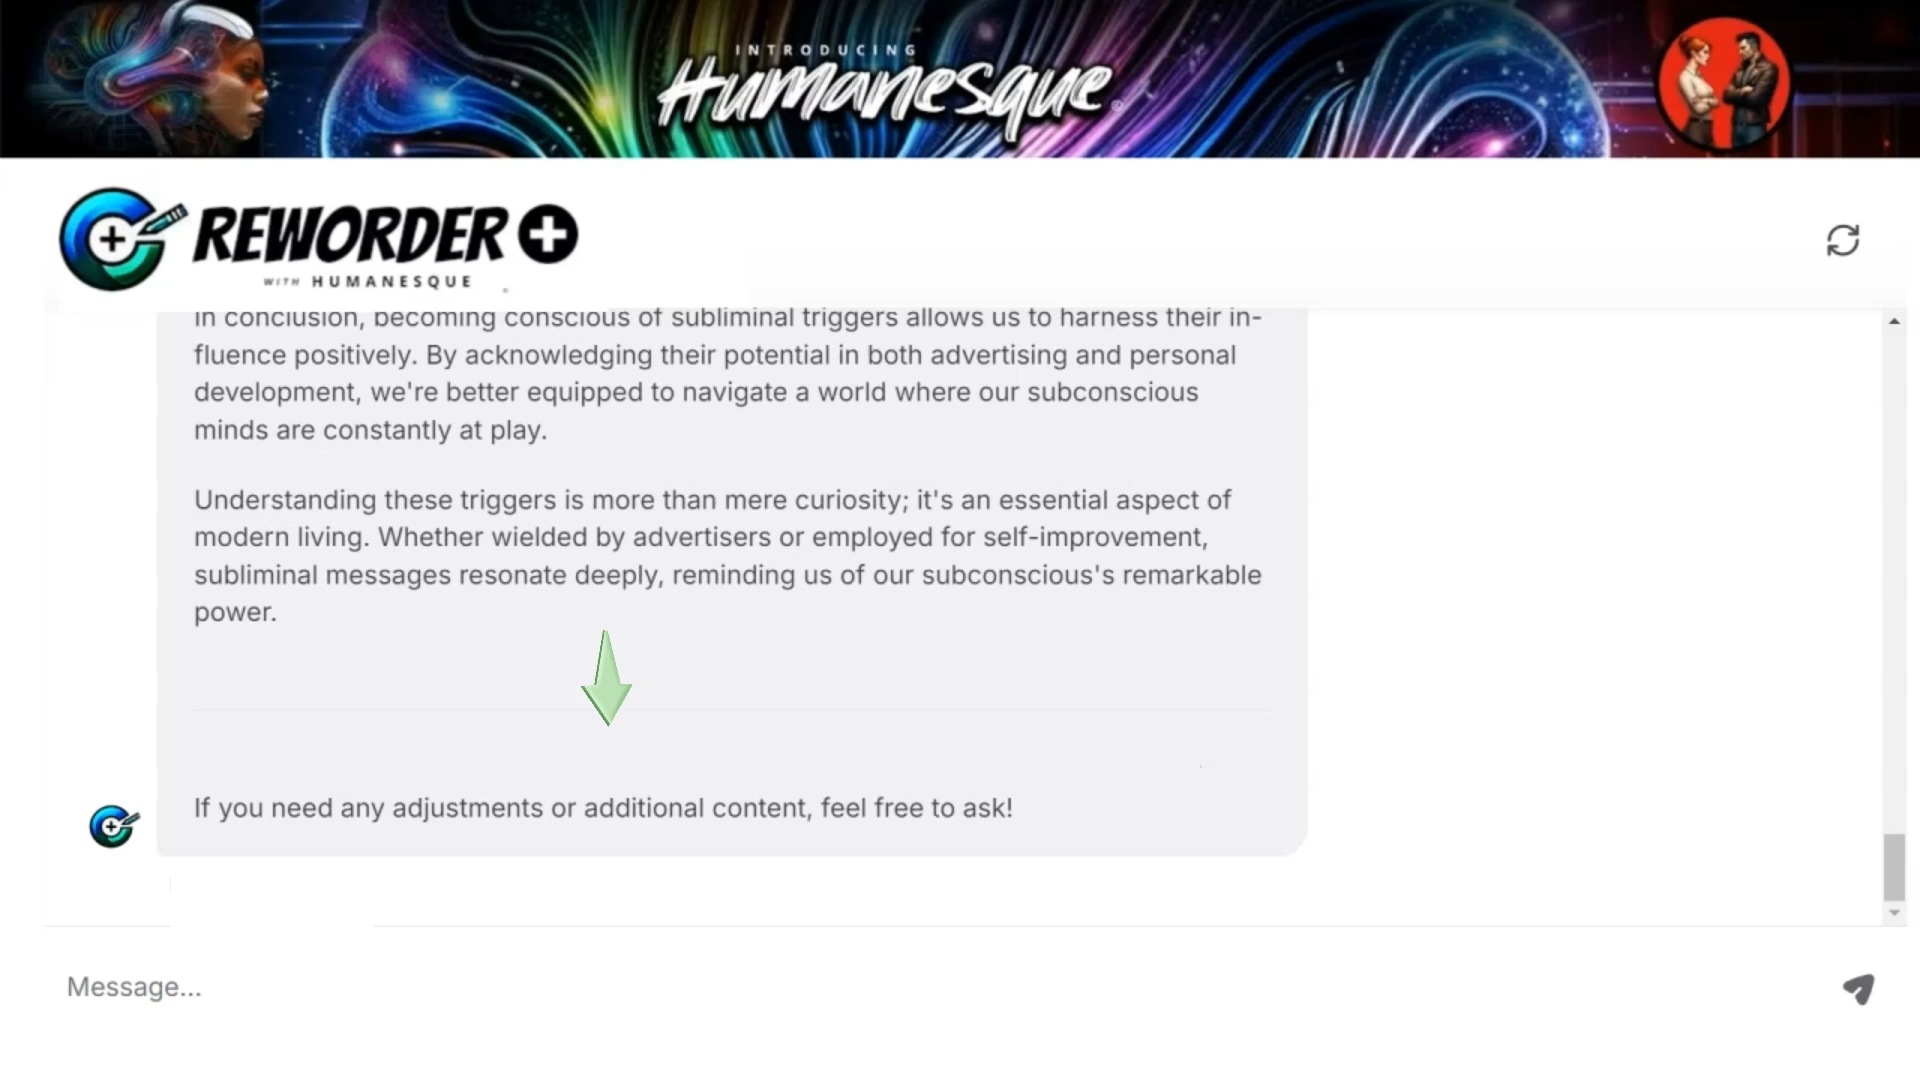 INTRODUCING
Humanesque
REWORDER
WITH HUMANESQUE
In conclusion, becoming conscious of subliminal triggers allows us to harness their in-
fluence positively. By acknowledging their potential in both advertising and personal
development, we're better equipped to navigate a world where our subconscious
minds are constantly at play.
Understanding these triggers is more than mere curiosity; it's an essential aspect of
modern living. Whether wielded by advertisers or employed for self-improvement,
subliminal messages resonate deeply, reminding us of our subconscious's remarkable
power.
If you need any adjustments or additional content, feel free to ask!
Message...